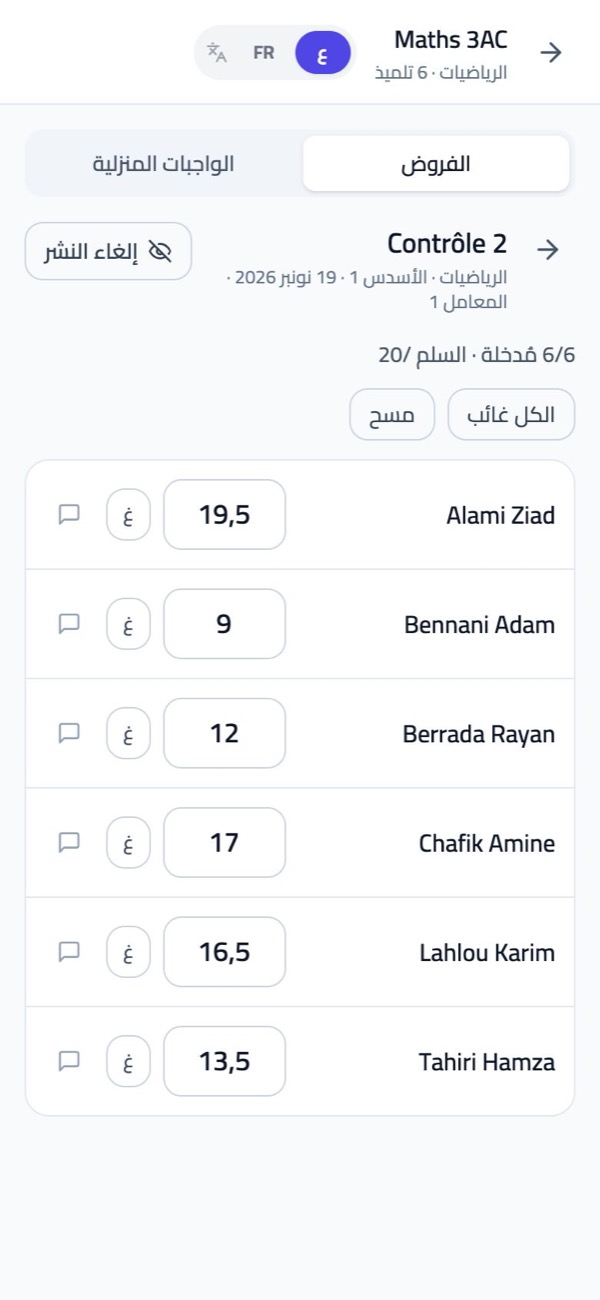 Maths 3AC
الرياضيات · 6 تلميذ
ع FR
الفروض
الواجبات المنزلية
Contrôle 2
الرياضيات · الأسدس 1 · 19 نونبر 2026 ·
المعامل 1
إلغاء النشر
6/6 مُدخلة · السلم /20
الكل غائب
مسح
Alami Ziad 19,5 غ
Bennani Adam 9 غ
Berrada Rayan 12 غ
Chafik Amine 17 غ
Lahlou Karim 16,5 غ
Tahiri Hamza 13,5 غ